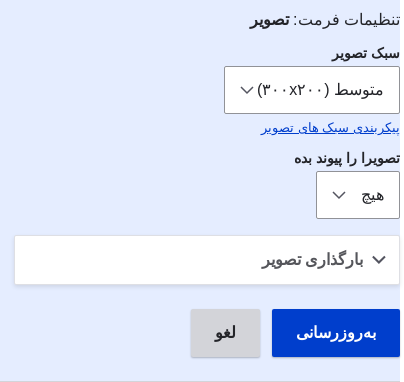 تنظیمات فرمت: تصویر
سبک تصویر
متوسط (۳۰۰x۲۰۰)
پیکربندی سبک های تصویر
تصویرا را پیوند بده
هیچ
بارگذاری تصویر
به‌روزرسانی
لغو